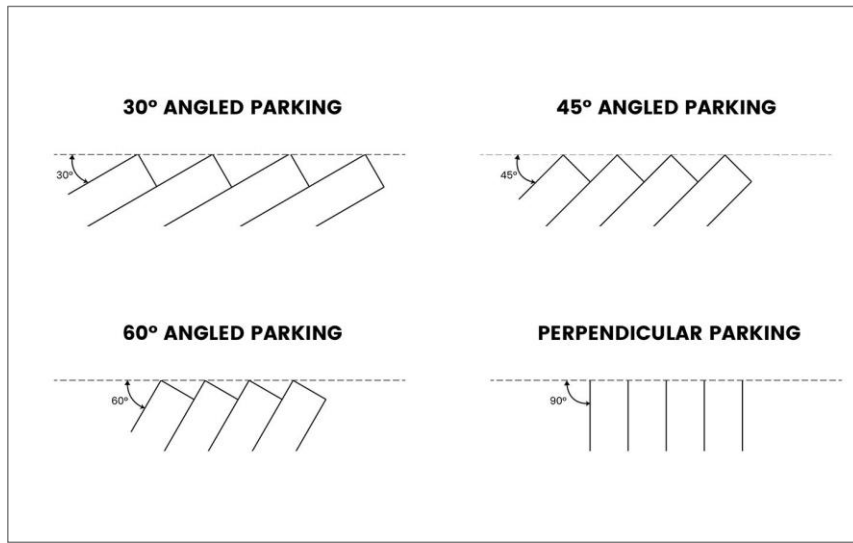 30º ANGLED PARKING
45º ANGLED PARKING
30º
45º
60º ANGLED PARKING
PERPENDICULAR PARKING
60º
90º